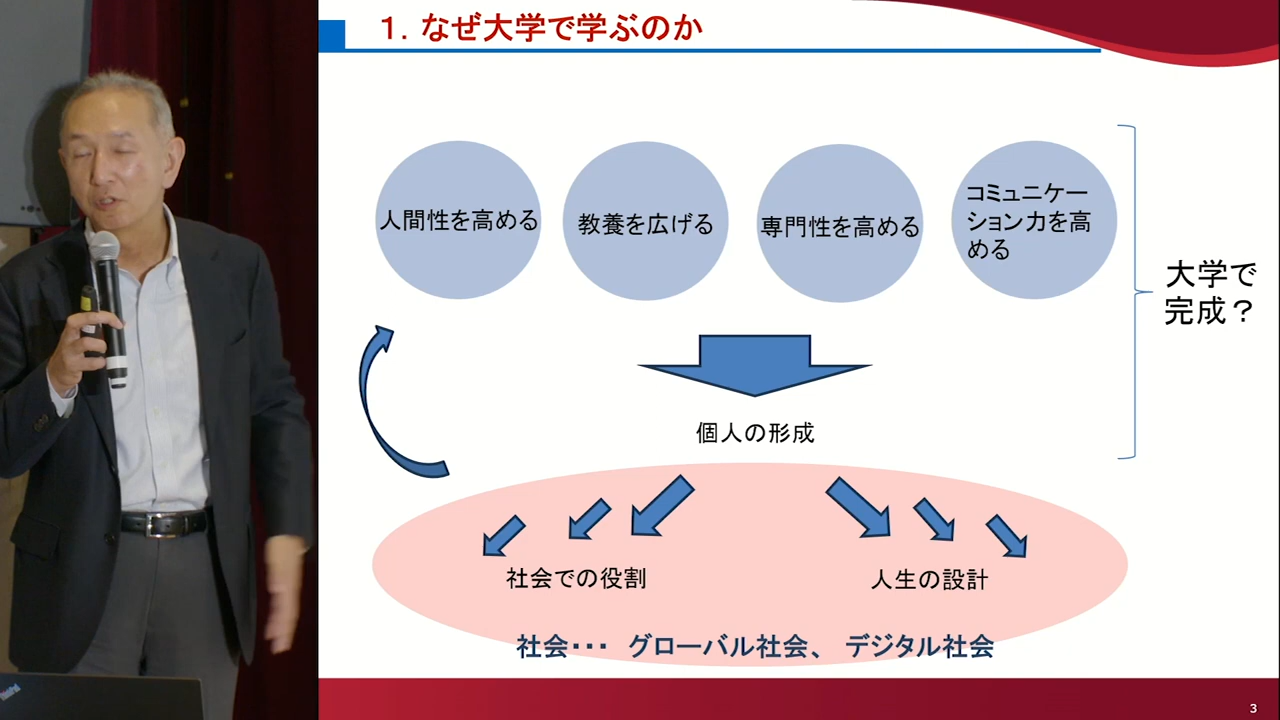 １．なぜ大学で学ぶのか
人間性を高める
教養を広げる
専門性を高める
コミュニケー
ション力を高
める
大学で
完成？
個人の形成
社会での役割
人生の設計
社会･･･ グローバル社会、デジタル社会
3
ThinkPad